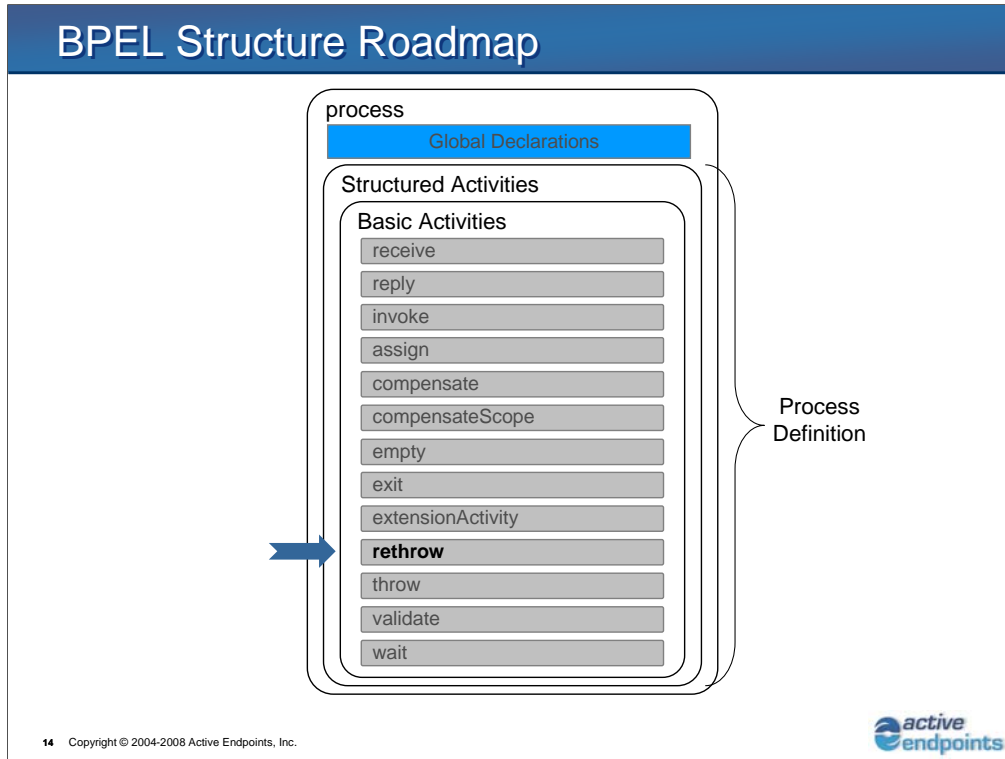 BPEL Structure Roadmap
process
Global Declarations
Structured Activities
Basic Activities
receive
reply
invoke
assign
compensate
compensateScope
empty
exit
extensionActivity
rethrow
throw
validate
wait
Process
Definition
14 Copyright © 2004-2008 Active Endpoints, Inc.
active
endpoints